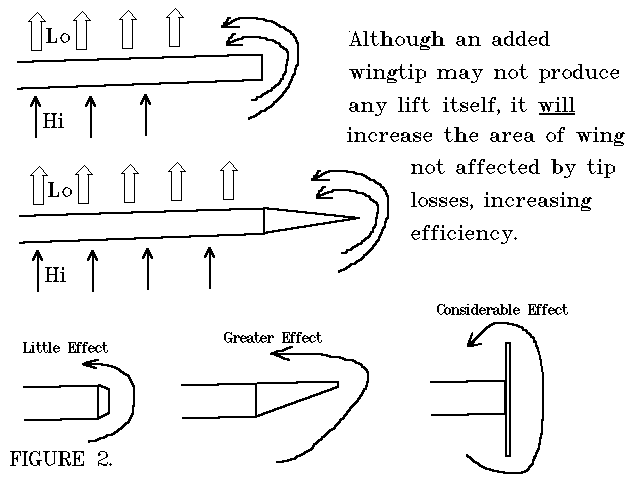 Lo
Hi
Although an added
wingtip may not produce
any lift itself, it will
increase the area of wing
not affected by tip
losses, increasing
efficiency.
Lo
Hi
Little Effect
Greater Effect
Considerable Effect
FIGURE 2.